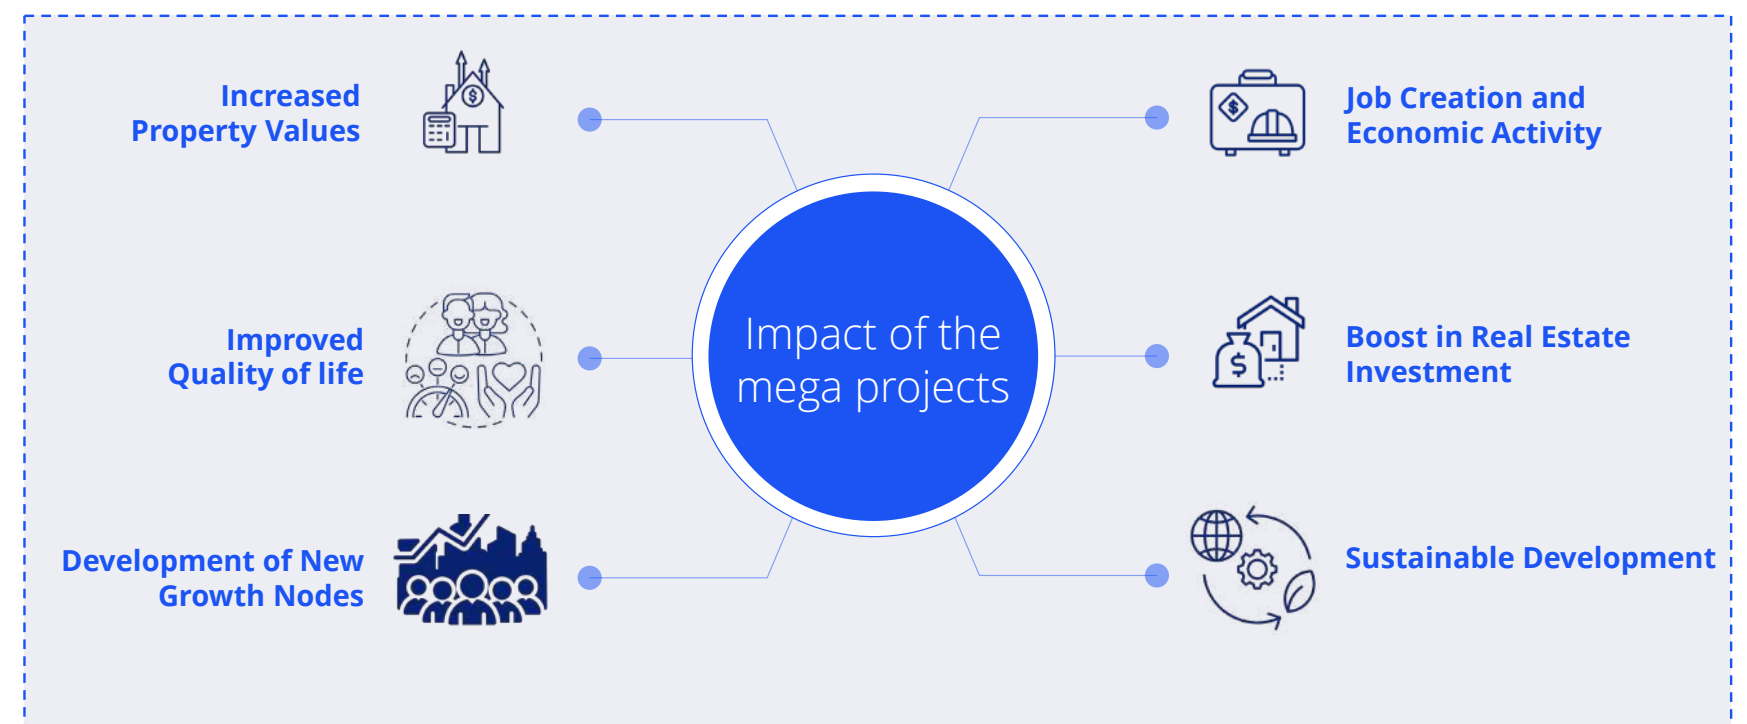 Increased
Property Values
Job Creation and
Economic Activity
Improved
Quality of life
Impact of the
mega projects
Boost in Real Estate
Investment
Development of New
Growth Nodes
Sustainable Development